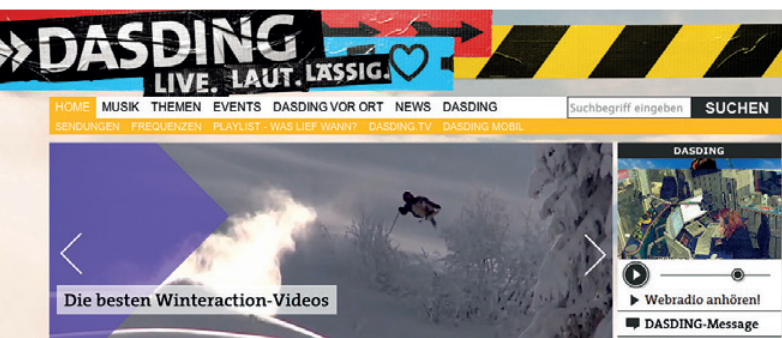 DASDING
LIVE. LAUT. LÄSSIG.
HOME MUSIK THEMEN EVENTS DASDING VOR ORT NEWS DASDING Suchbegriff eingeben SUCHEN
SENDUNGEN FREQUENZEN PLAYLIST - WAS LIEF WANN? DASDING.TV DASDING MOBIL
DASDING
Die besten Winteraction-Videos
Webradio anhören!
DASDING-Message